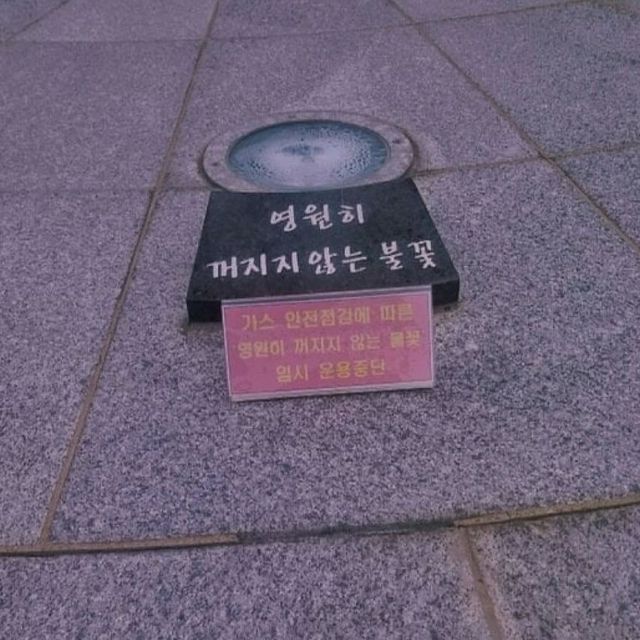 영원히
꺼지지 않는 불꽃
가스 안전점검에 따른
영원히 꺼지지 않는 불꽃
일시 운용중단